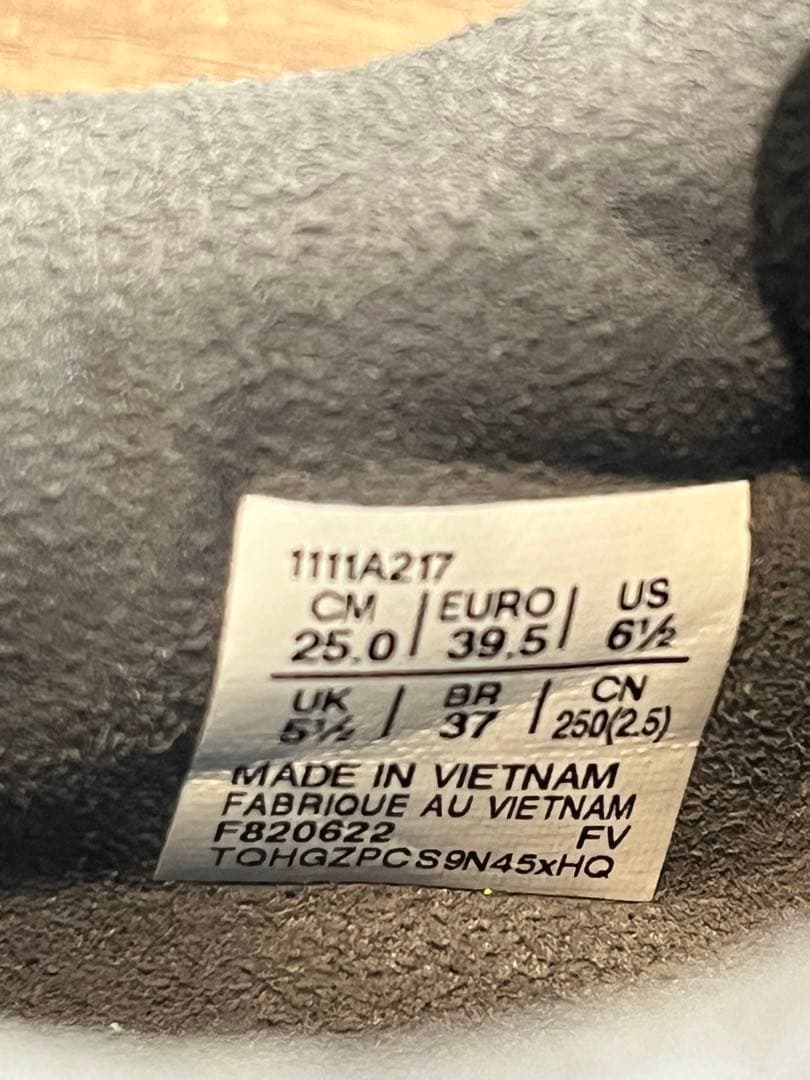 1111A217
CM | EURO | US
25.0 | 39.5 | 6½
UK | BR | CN
5½ | 37 | 250(2.5)
MADE IN VIETNAM
FABRIQUE AU VIETNAM
F820622 FV
TQHGZPCS9N45xHQ